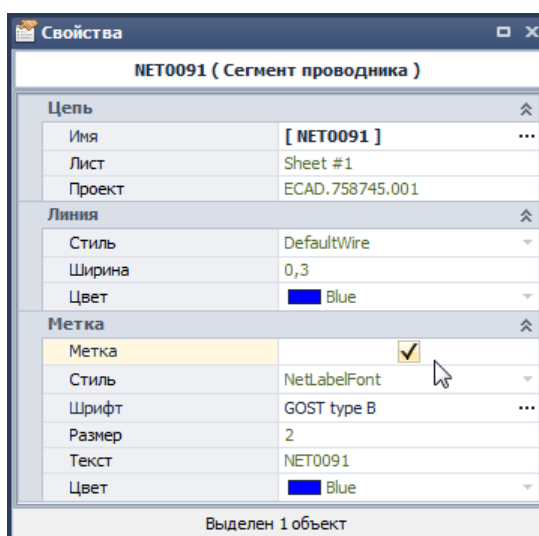 Свойства
NET0091 ( Сегмент проводника )
Цепь
Имя [ NET0091 ] ...
Лист Sheet #1
Проект ECAD.758745.001
Линия
Стиль DefaultWire
Ширина 0,3
Цвет Blue
Метка
Метка
Стиль NetLabelFont
Шрифт GOST type B ...
Размер 2
Текст NET0091
Цвет Blue
Выделен 1 объект